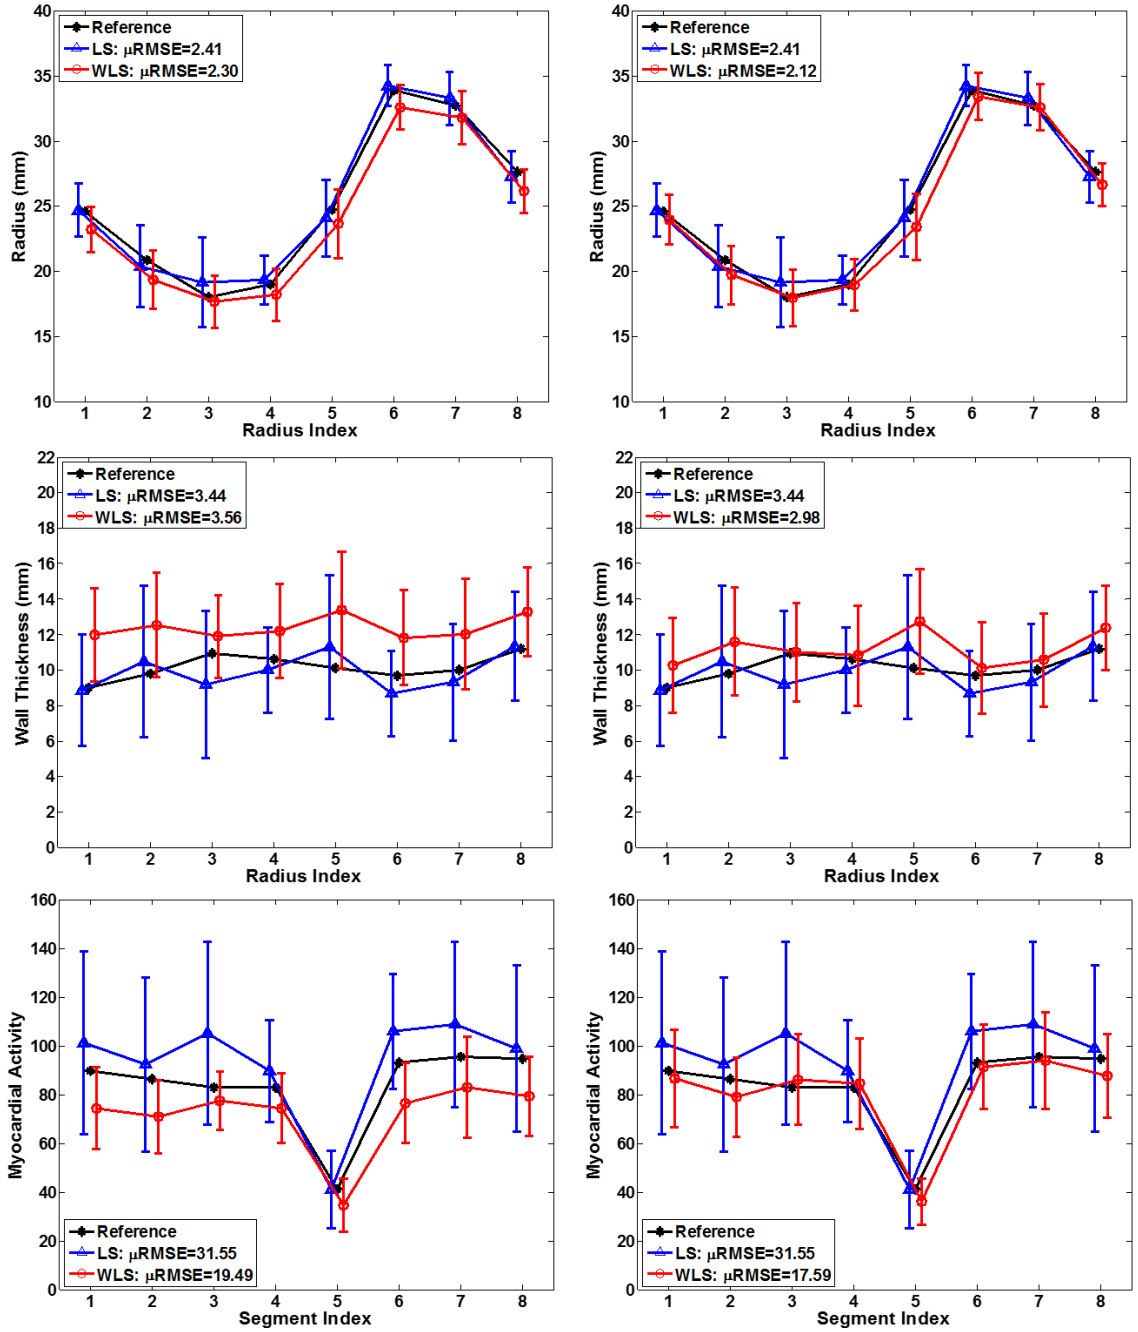 40
35
30
25
20
15
10
1 2 3 4 5 6 7 8
Radius (mm)
Radius Index
Reference
LS: μRMSE=2.41
WLS: μRMSE=2.30
40
35
30
25
20
15
10
1 2 3 4 5 6 7 8
Radius (mm)
Radius Index
Reference
LS: μRMSE=2.41
WLS: μRMSE=2.12
22
20
18
16
14
12
10
8
6
4
2
0
1 2 3 4 5 6 7 8
Wall Thickness (mm)
Radius Index
Reference
LS: μRMSE=3.44
WLS: μRMSE=3.56
22
20
18
16
14
12
10
8
6
4
2
0
1 2 3 4 5 6 7 8
Wall Thickness (mm)
Radius Index
Reference
LS: μRMSE=3.44
WLS: μRMSE=2.98
160
140
120
100
80
60
40
20
0
1 2 3 4 5 6 7 8
Myocardial Activity
Segment Index
Reference
LS: μRMSE=31.55
WLS: μRMSE=19.49
160
140
120
100
80
60
40
20
0
1 2 3 4 5 6 7 8
Myocardial Activity
Segment Index
Reference
LS: μRMSE=31.55
WLS: μRMSE=17.59